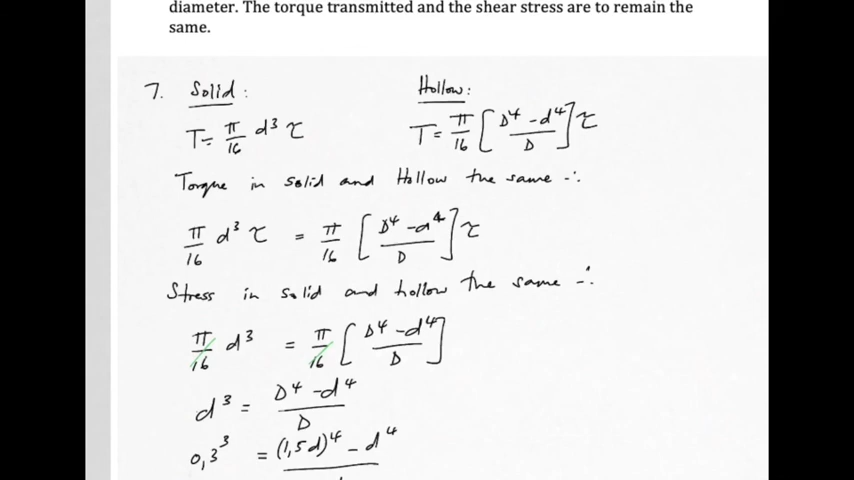 diameter. The torque transmitted and the shear stress are to remain the
same.
7. Solid: Hollow:
T = π/16 d³ τ T = π/16 [D⁴ - d⁴ / D] τ
Torque in solid and Hollow the same ∴
π/16 d³ τ = π/16 [D⁴ - d⁴ / D] τ
Stress in solid and hollow the same ∴
π/16 d³ = π/16 [D⁴ - d⁴ / D]
d³ = D⁴ - d⁴ / D
0,3³ = (1,5d)⁴ - d⁴